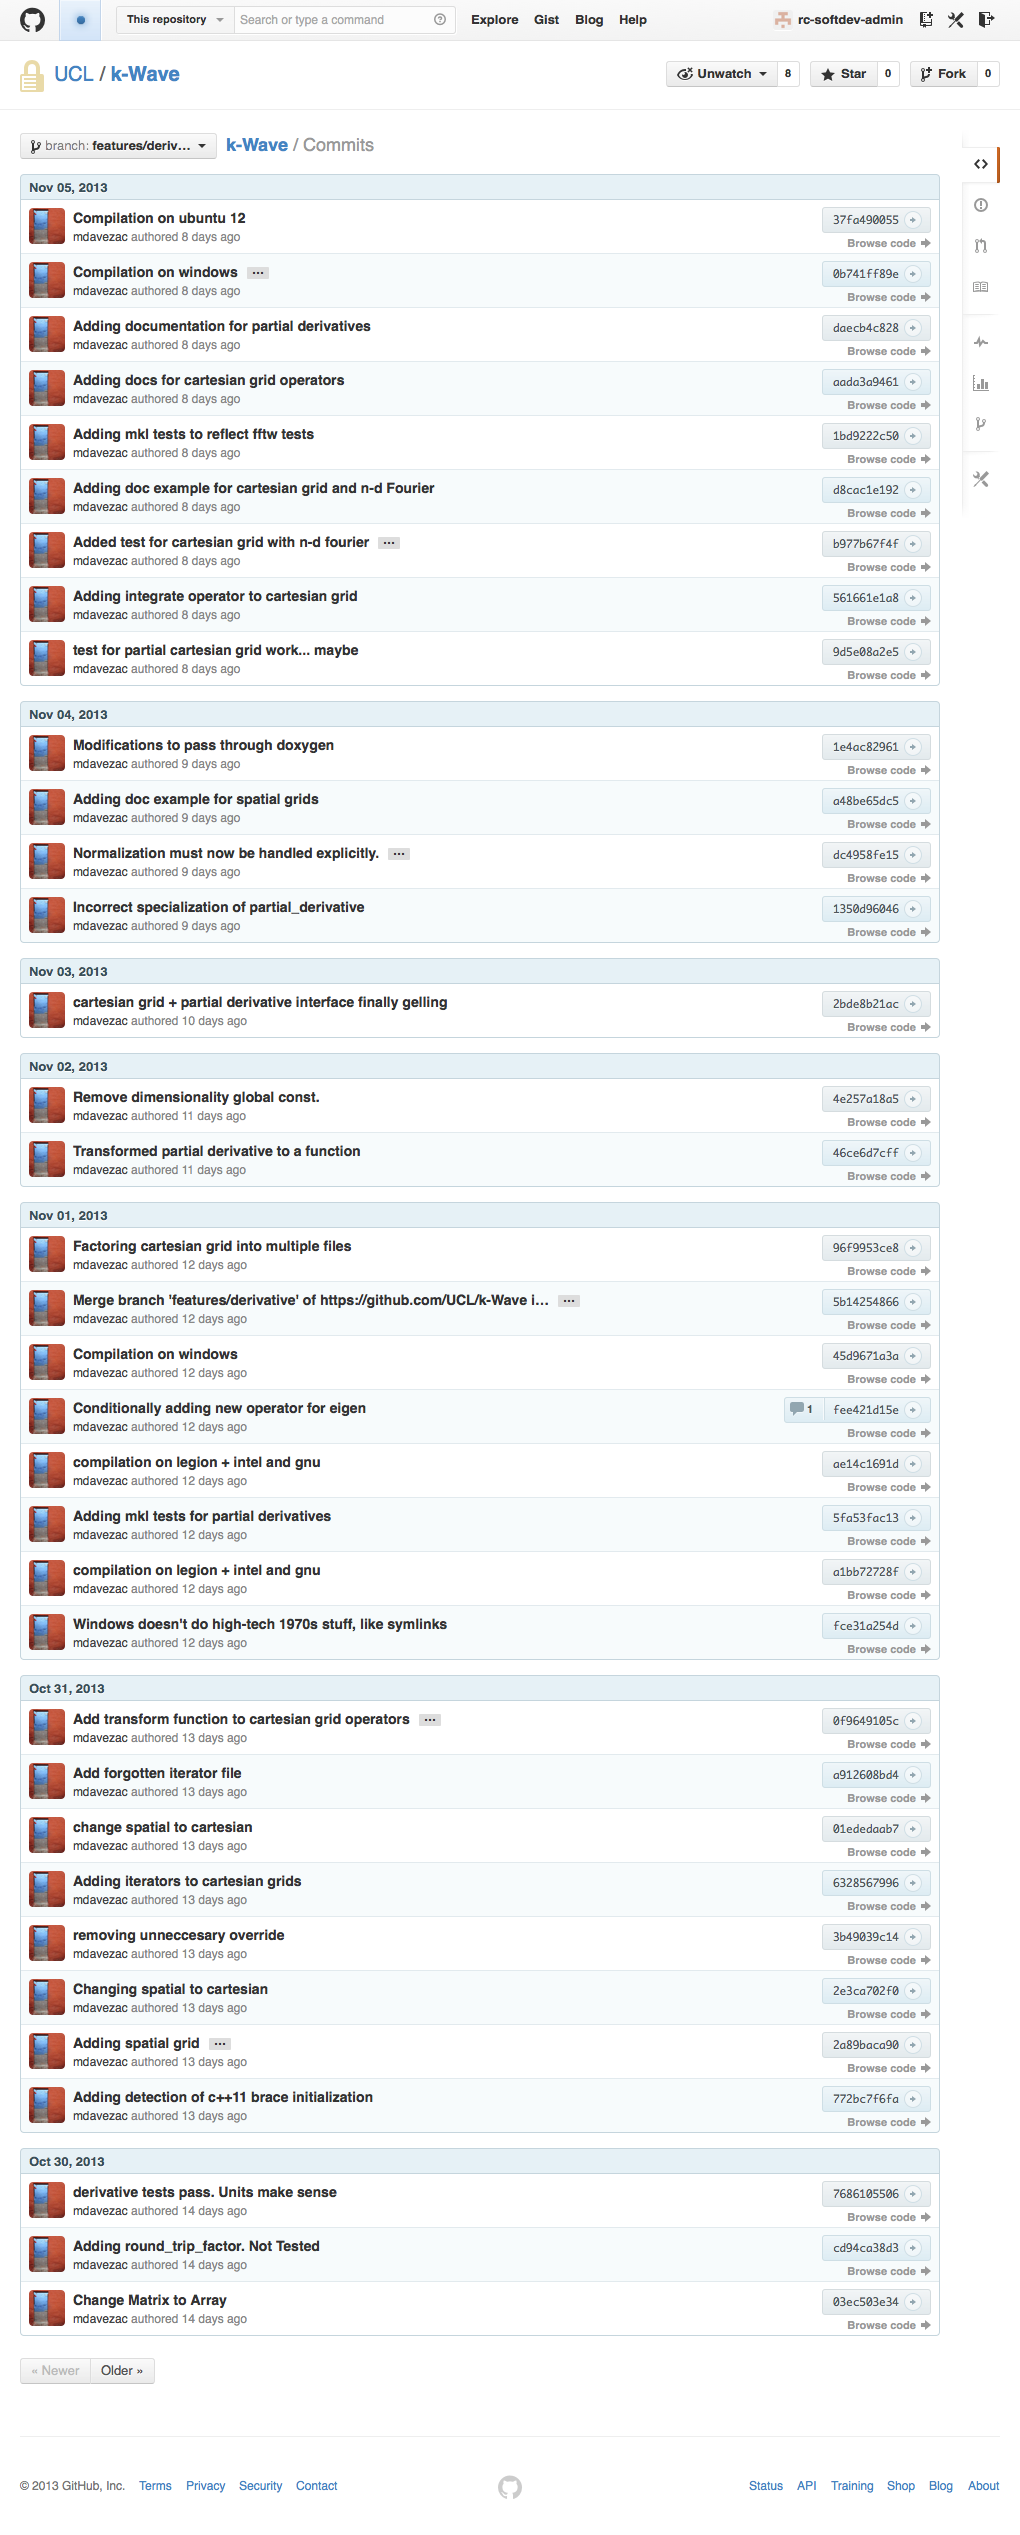 This repository
Search or type a command
Explore Gist Blog Help
rc-softdev-admin
UCL / k-Wave
Unwatch 8
Star 0
Fork 0
branch: features/deriv...
k-Wave / Commits
Nov 05, 2013
Compilation on ubuntu 12
37fa490055
mdavezac authored 8 days ago
Browse code
Compilation on windows ...
0b741ff89e
mdavezac authored 8 days ago
Browse code
Adding documentation for partial derivatives
daecb4c828
mdavezac authored 8 days ago
Browse code
Adding docs for cartesian grid operators
aada3a9461
mdavezac authored 8 days ago
Browse code
Adding mkl tests to reflect fftw tests
1bd9222c50
mdavezac authored 8 days ago
Browse code
Adding doc example for cartesian grid and n-d Fourier
d8cac1e192
mdavezac authored 8 days ago
Browse code
Added test for cartesian grid with n-d fourier ...
b977b67f4f
mdavezac authored 8 days ago
Browse code
Adding integrate operator to cartesian grid
561661e1a8
mdavezac authored 8 days ago
Browse code
test for partial cartesian grid work... maybe
9d5e08a2e5
mdavezac authored 8 days ago
Browse code
Nov 04, 2013
Modifications to pass through doxygen
1e4ac82961
mdavezac authored 9 days ago
Browse code
Adding doc example for spatial grids
a48be65dc5
mdavezac authored 9 days ago
Browse code
Normalization must now be handled explicitly. ...
dc4958fe15
mdavezac authored 9 days ago
Browse code
Incorrect specialization of partial_derivative
1350d96046
mdavezac authored 9 days ago
Browse code
Nov 03, 2013
cartesian grid + partial derivative interface finally gelling
2bde8b21ac
mdavezac authored 10 days ago
Browse code
Nov 02, 2013
Remove dimensionality global const.
4e257a18a5
mdavezac authored 11 days ago
Browse code
Transformed partial derivative to a function
46ce6d7cff
mdavezac authored 11 days ago
Browse code
Nov 01, 2013
Factoring cartesian grid into multiple files
96f9953ce8
mdavezac authored 12 days ago
Browse code
Merge branch 'features/derivative' of https://github.com/UCL/k-Wave i... ...
5b14254866
mdavezac authored 12 days ago
Browse code
Compilation on windows
45d9671a3a
mdavezac authored 12 days ago
Browse code
Conditionally adding new operator for eigen
1 fee421d15e
mdavezac authored 12 days ago
Browse code
compilation on legion + intel and gnu
ae14c1691d
mdavezac authored 12 days ago
Browse code
Adding mkl tests for partial derivatives
5fa53fac13
mdavezac authored 12 days ago
Browse code
compilation on legion + intel and gnu
a1bb72728f
mdavezac authored 12 days ago
Browse code
Windows doesn't do high-tech 1970s stuff, like symlinks
fce31a254d
mdavezac authored 12 days ago
Browse code
Oct 31, 2013
Add transform function to cartesian grid operators ...
0f9649105c
mdavezac authored 13 days ago
Browse code
Add forgotten iterator file
a912608bd4
mdavezac authored 13 days ago
Browse code
change spatial to cartesian
01ededaab7
mdavezac authored 13 days ago
Browse code
Adding iterators to cartesian grids
6328567996
mdavezac authored 13 days ago
Browse code
removing unneccesary override
3b49039c14
mdavezac authored 13 days ago
Browse code
Changing spatial to cartesian
2e3ca702f0
mdavezac authored 13 days ago
Browse code
Adding spatial grid ...
2a89baca90
mdavezac authored 13 days ago
Browse code
Adding detection of c++11 brace initialization
772bc7f6fa
mdavezac authored 13 days ago
Browse code
Oct 30, 2013
derivative tests pass. Units make sense
7686105506
mdavezac authored 14 days ago
Browse code
Adding round_trip_factor. Not Tested
cd94ca38d3
mdavezac authored 14 days ago
Browse code
Change Matrix to Array
03ec503e34
mdavezac authored 14 days ago
Browse code
« Newer Older »
© 2013 GitHub, Inc. Terms Privacy Security Contact
Status API Training Shop Blog About